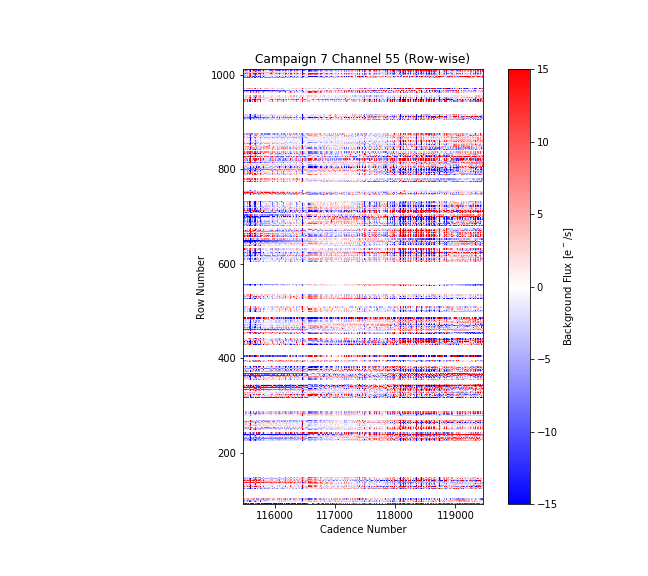 Campaign 7 Channel 55 (Row-wise)
1000
800
600
400
200
Row Number
116000 117000 118000 119000
Cadence Number
15
10
5
0
−5
−10
−15
Background Flux [e⁻/s]